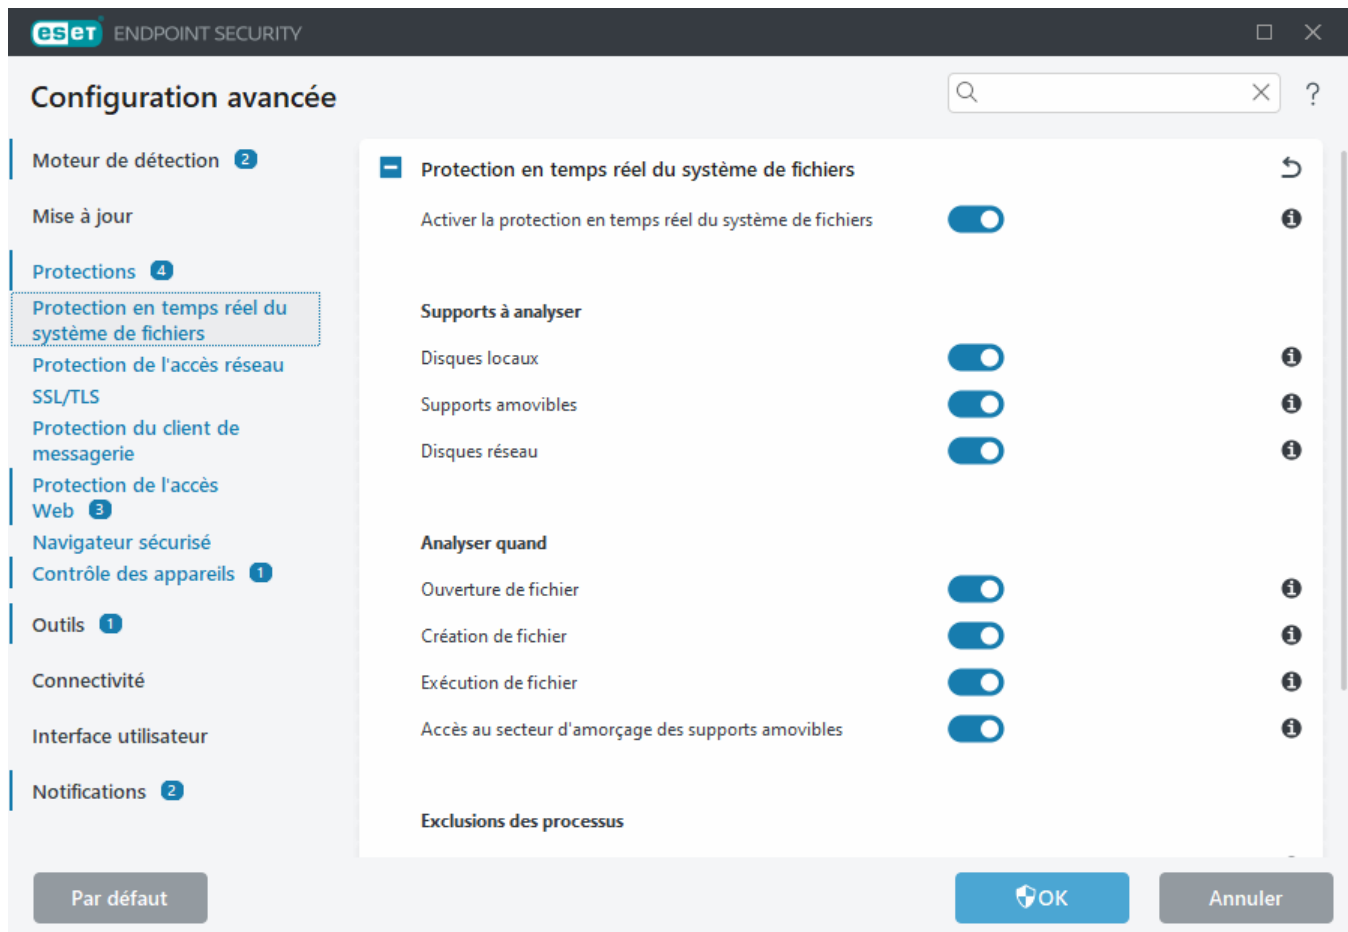 eset ENDPOINT SECURITY
Configuration avancée
?
Moteur de détection 2
Mise à jour
Protections 4
Protection en temps réel du
système de fichiers
Protection de l'accès réseau
SSL/TLS
Protection du client de
messagerie
Protection de l'accès
Web 3
Navigateur sécurisé
Contrôle des appareils 1
Outils 1
Connectivité
Interface utilisateur
Notifications 2
Protection en temps réel du système de fichiers
Activer la protection en temps réel du système de fichiers
Supports à analyser
Disques locaux
Supports amovibles
Disques réseau
Analyser quand
Ouverture de fichier
Création de fichier
Exécution de fichier
Accès au secteur d'amorçage des supports amovibles
Exclusions des processus
Par défaut
OK
Annuler